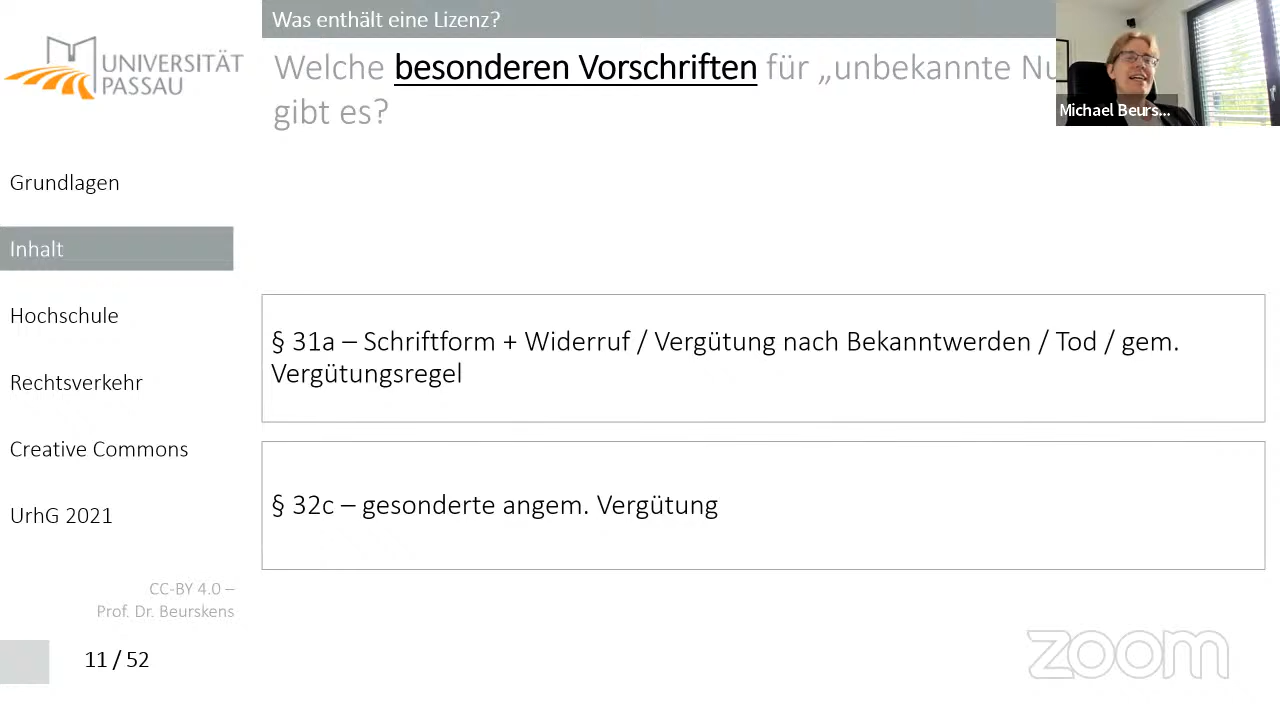 Was enthält eine Lizenz?
UNIVERSITÄT
PASSAU
Welche besonderen Vorschriften für „unbekannte
gibt es?
Michael Beurs...
Grundlagen
Inhalt
Hochschule
Rechtsverkehr
Creative Commons
UrhG 2021
§ 31a – Schriftform + Widerruf / Vergütung nach Bekanntwerden / Tod / gem.
Vergütungsregel
§ 32c – gesonderte angem. Vergütung
CC-BY 4.0 –
Prof. Dr. Beurskens
11 / 52
zoom